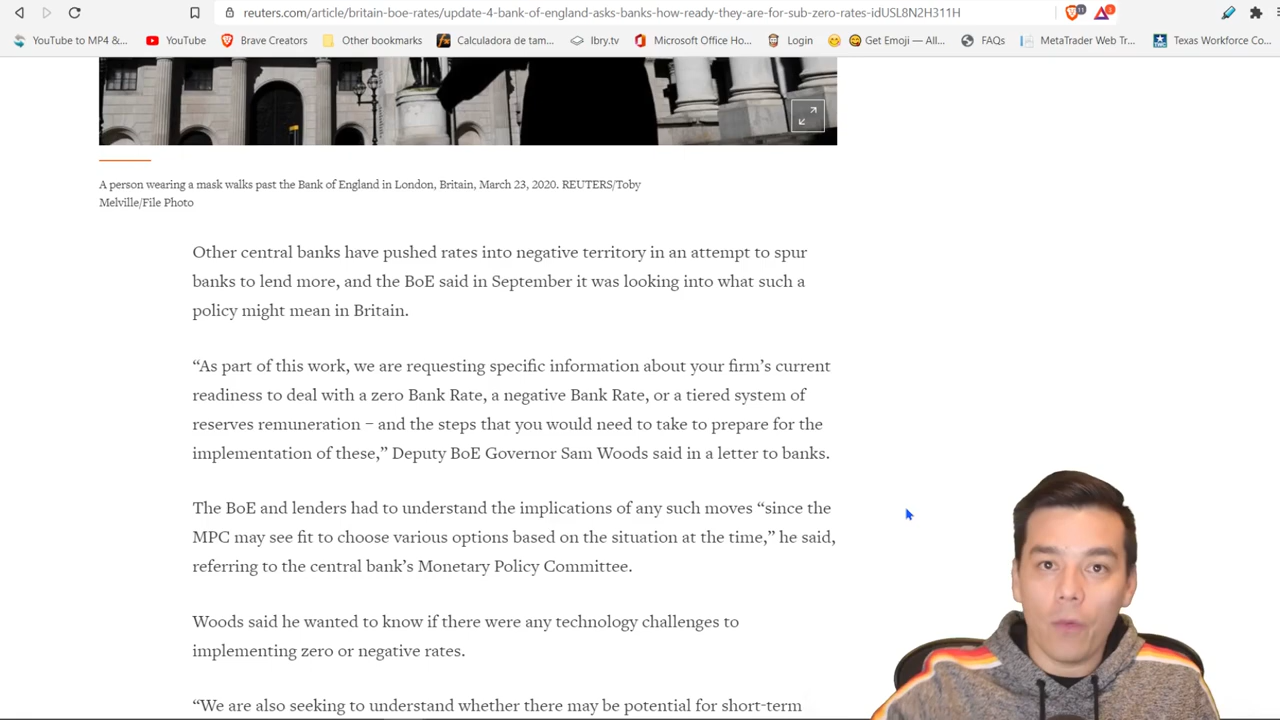 reuters.com/article/britain-boe-rates/update-4-bank-of-england-asks-banks-how-ready-they-are-for-sub-zero-rates-idUSL8N2H311H
YouTube to MP4 &... YouTube Brave Creators Other bookmarks Calculadora de tam... lbry.tv Microsoft Office Ho... Login Get Emoji — All... FAQs MetaTrader Web Tr... Texas Workforce Co...
A person wearing a mask walks past the Bank of England in London, Britain, March 23, 2020. REUTERS/Toby
Melville/File Photo
Other central banks have pushed rates into negative territory in an attempt to spur
banks to lend more, and the BoE said in September it was looking into what such a
policy might mean in Britain.
“As part of this work, we are requesting specific information about your firm’s current
readiness to deal with a zero Bank Rate, a negative Bank Rate, or a tiered system of
reserves remuneration – and the steps that you would need to take to prepare for the
implementation of these,” Deputy BoE Governor Sam Woods said in a letter to banks.
The BoE and lenders had to understand the implications of any such moves “since the
MPC may see fit to choose various options based on the situation at the time,” he said,
referring to the central bank’s Monetary Policy Committee.
Woods said he wanted to know if there were any technology challenges to
implementing zero or negative rates.
“We are also seeking to understand whether there may be potential for short-term